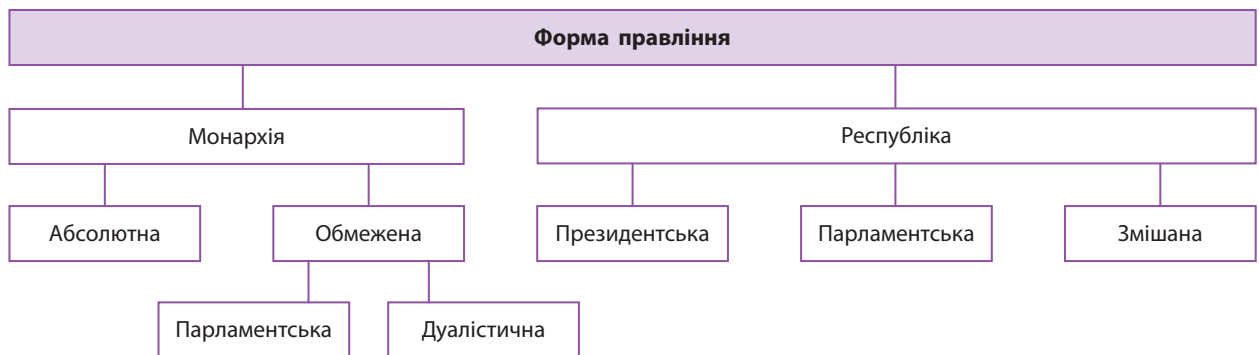 Форма правління
Монархія
Республіка
Абсолютна
Обмежена
Президентська
Парламентська
Змішана
Парламентська
Дуалістична